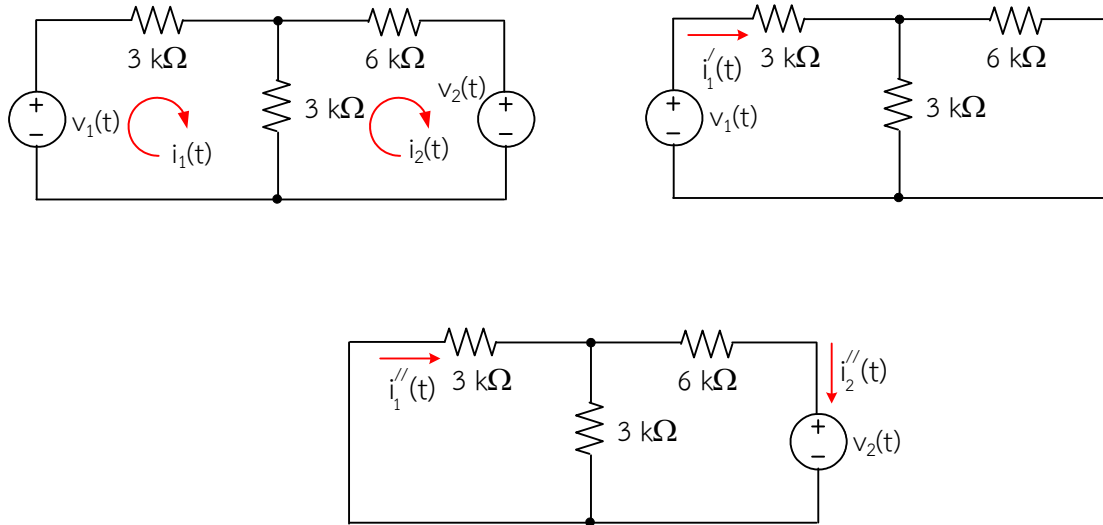 3 kΩ 6 kΩ
+ − v₁(t) 3 kΩ v₂(t) + −
i₁(t) i₂(t)
i₁′(t) 3 kΩ 6 kΩ
+ − v₁(t) 3 kΩ
i₁″(t) 3 kΩ 6 kΩ i₂″(t)
3 kΩ + − v₂(t)